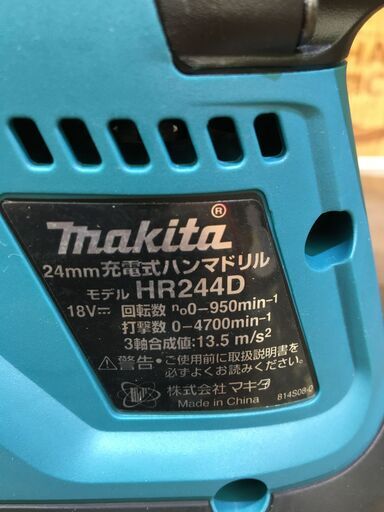 makita®
24mm充電式ハンマドリル
モデル HR244D
18V⎓ 回転数 n₀0-950min⁻¹
打撃数 0-4700min⁻¹
3軸合成値:13.5 m/s²
⚠警告・ご使用前に取扱説明書を
必ずよくお読みください
株式会社マキタ
Made in China
814S08-0